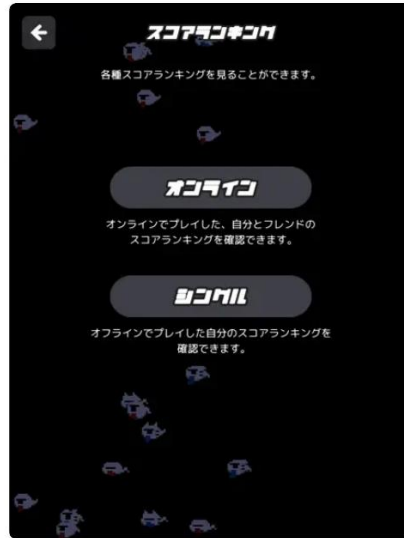 スコアランキング
各種スコアランキングを見ることができます。
オンライン
オンラインでプレイした、自分とフレンドの
スコアランキングを確認できます。
シングル
オフラインでプレイした自分のスコアランキングを
確認できます。